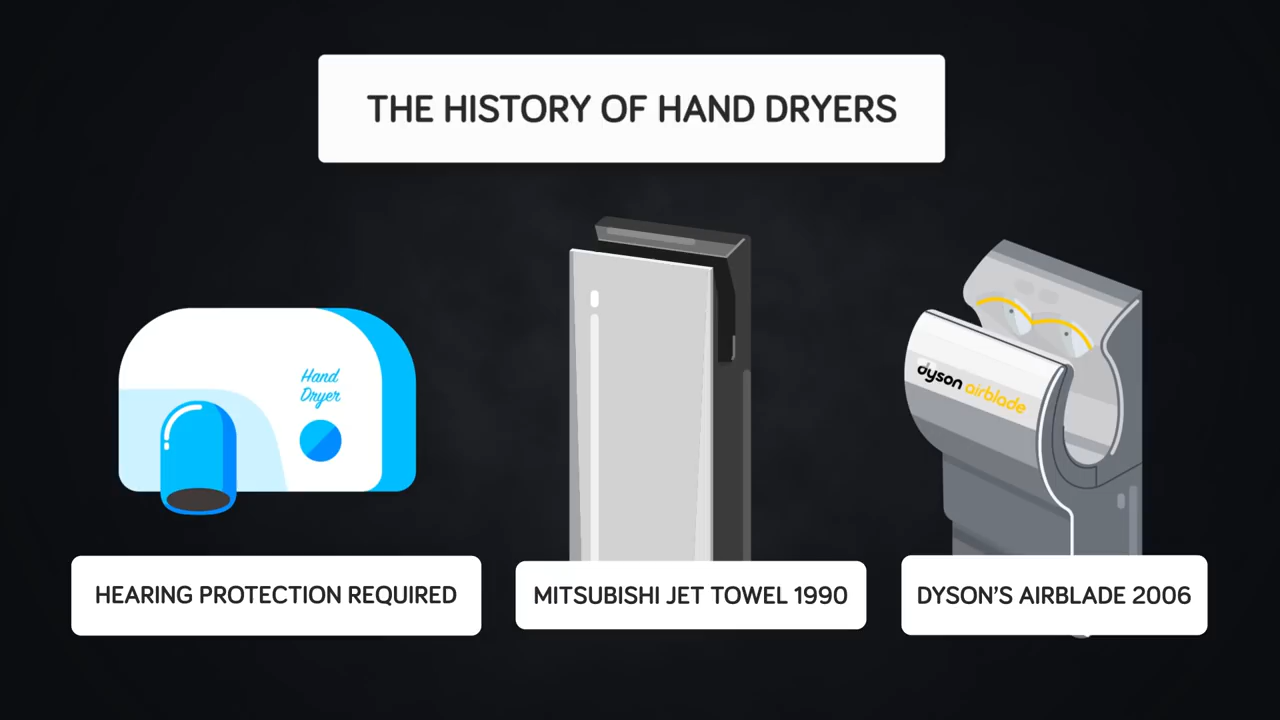 THE HISTORY OF HAND DRYERS
Hand
Dryer
dyson airblade
HEARING PROTECTION REQUIRED
MITSUBISHI JET TOWEL 1990
DYSON'S AIRBLADE 2006